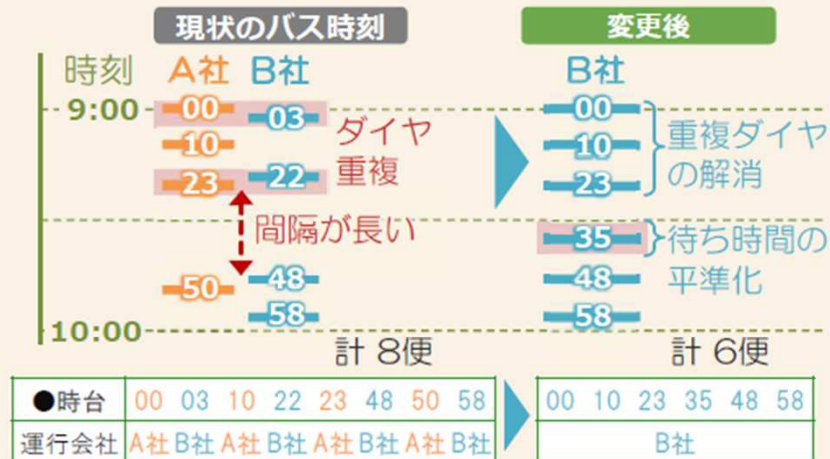 現状のバス時刻 変更後
時刻 A社 B社 B社
9:00 00 03 00
10 ダイヤ 10 重複ダイヤ
23 22 重複 23 の解消
間隔が長い 35 待ち時間の
50 48 48 平準化
58 58
10:00
計 8便 計 6便
●時台 00 03 10 22 23 48 50 58 00 10 23 35 48 58
運行会社 A社 B社 A社 B社 A社 B社 A社 B社 B社